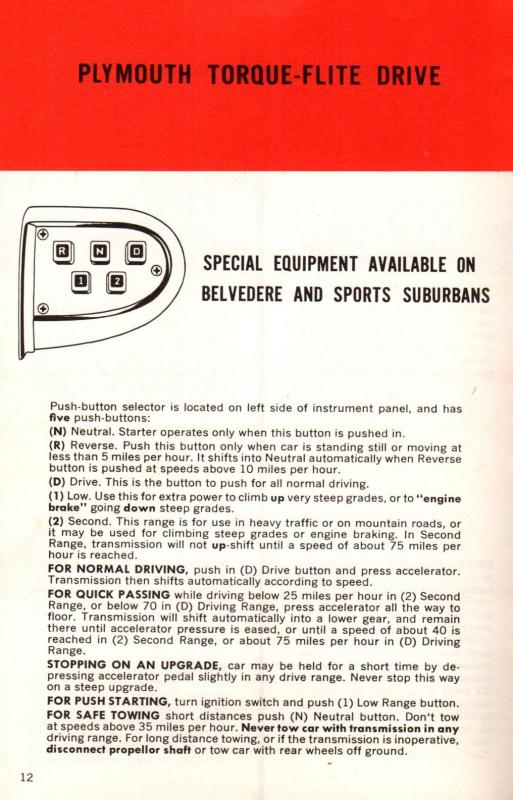 PLYMOUTH TORQUE-FLITE DRIVE
R N D
1 2
SPECIAL EQUIPMENT AVAILABLE ON
BELVEDERE AND SPORTS SUBURBANS
Push-button selector is located on left side of instrument panel, and has
five push-buttons:
(N) Neutral. Starter operates only when this button is pushed in.
(R) Reverse. Push this button only when car is standing still or moving at
less than 5 miles per hour. It shifts into Neutral automatically when Reverse
button is pushed at speeds above 10 miles per hour.
(D) Drive. This is the button to push for all normal driving.
(1) Low. Use this for extra power to climb up very steep grades, or to "engine
brake" going down steep grades.
(2) Second. This range is for use in heavy traffic or on mountain roads, or
it may be used for climbing steep grades or engine braking. In Second
Range, transmission will not up-shift until a speed of about 75 miles per
hour is reached.
FOR NORMAL DRIVING, push in (D) Drive button and press accelerator.
Transmission then shifts automatically according to speed.
FOR QUICK PASSING while driving below 25 miles per hour in (2) Second
Range, or below 70 in (D) Driving Range, press accelerator all the way to
floor. Transmission will shift automatically into a lower gear, and remain
there until accelerator pressure is eased, or until a speed of about 40 is
reached in (2) Second Range, or about 75 miles per hour in (D) Driving
Range.
STOPPING ON AN UPGRADE, car may be held for a short time by de-
pressing accelerator pedal slightly in any drive range. Never stop this way
on a steep upgrade.
FOR PUSH STARTING, turn ignition switch and push (1) Low Range button.
FOR SAFE TOWING short distances push (N) Neutral button. Don't tow
at speeds above 35 miles per hour. Never tow car with transmission in any
driving range. For long distance towing, or if the transmission is inoperative,
disconnect propellor shaft or tow car with rear wheels off ground.
12